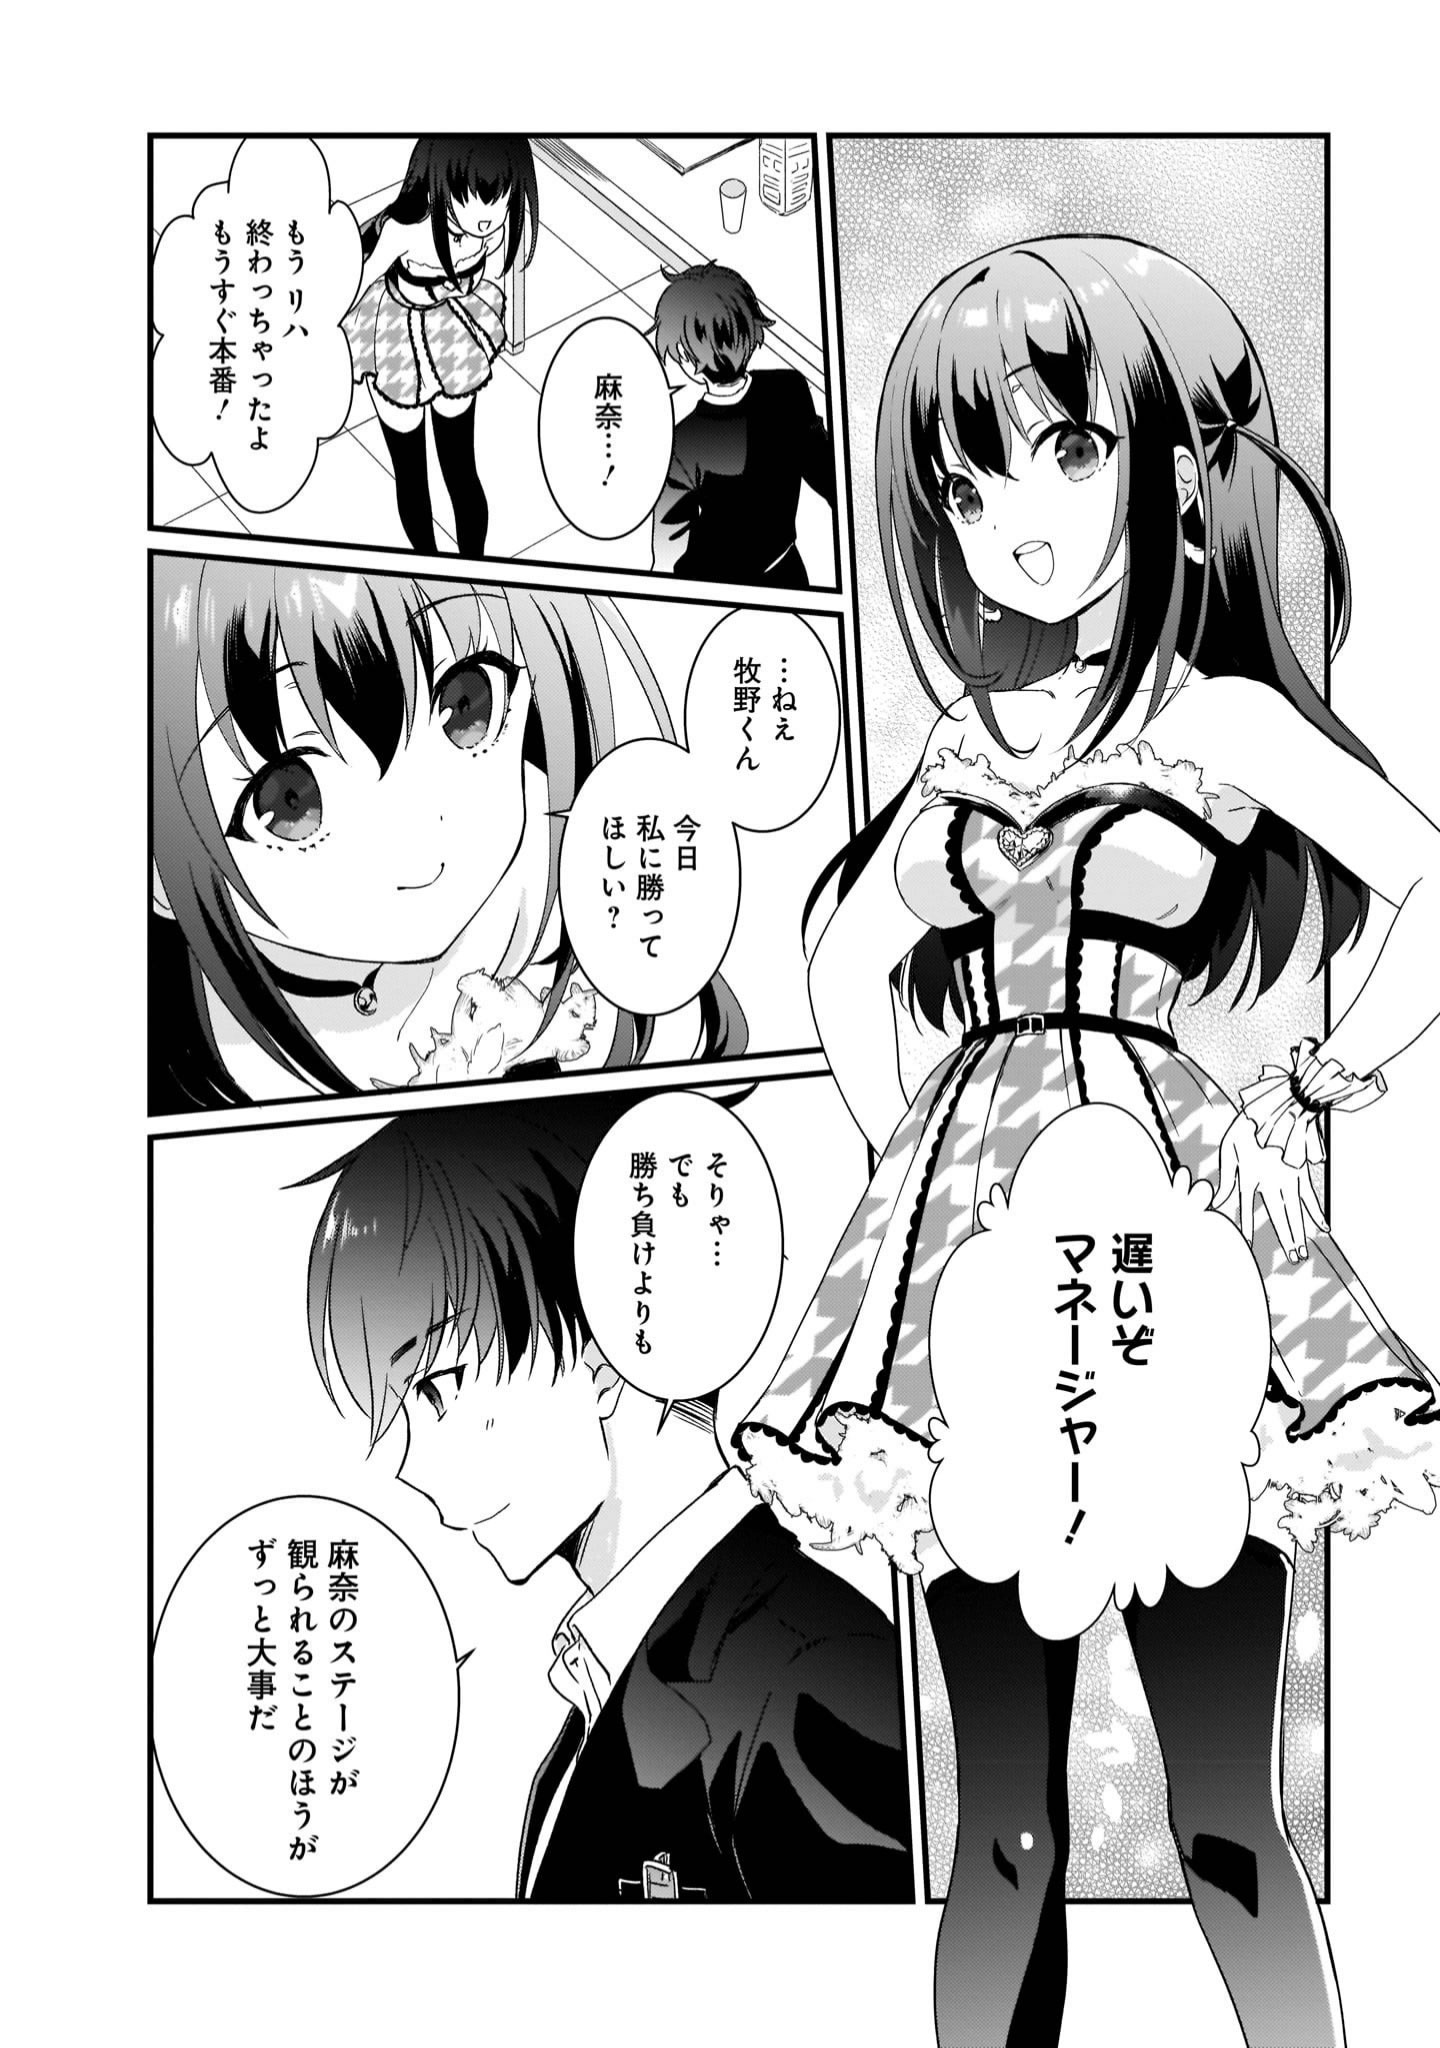 遅いぞ
マネージャー!
麻奈…!
もうリハ
終わっちゃったよ
もうすぐ本番!
…ねえ
牧野くん
今日
私に勝って
ほしい?
そりゃ…
でも
勝ち負けよりも
麻奈のステージが
観られることのほうが
ずっと大事だ